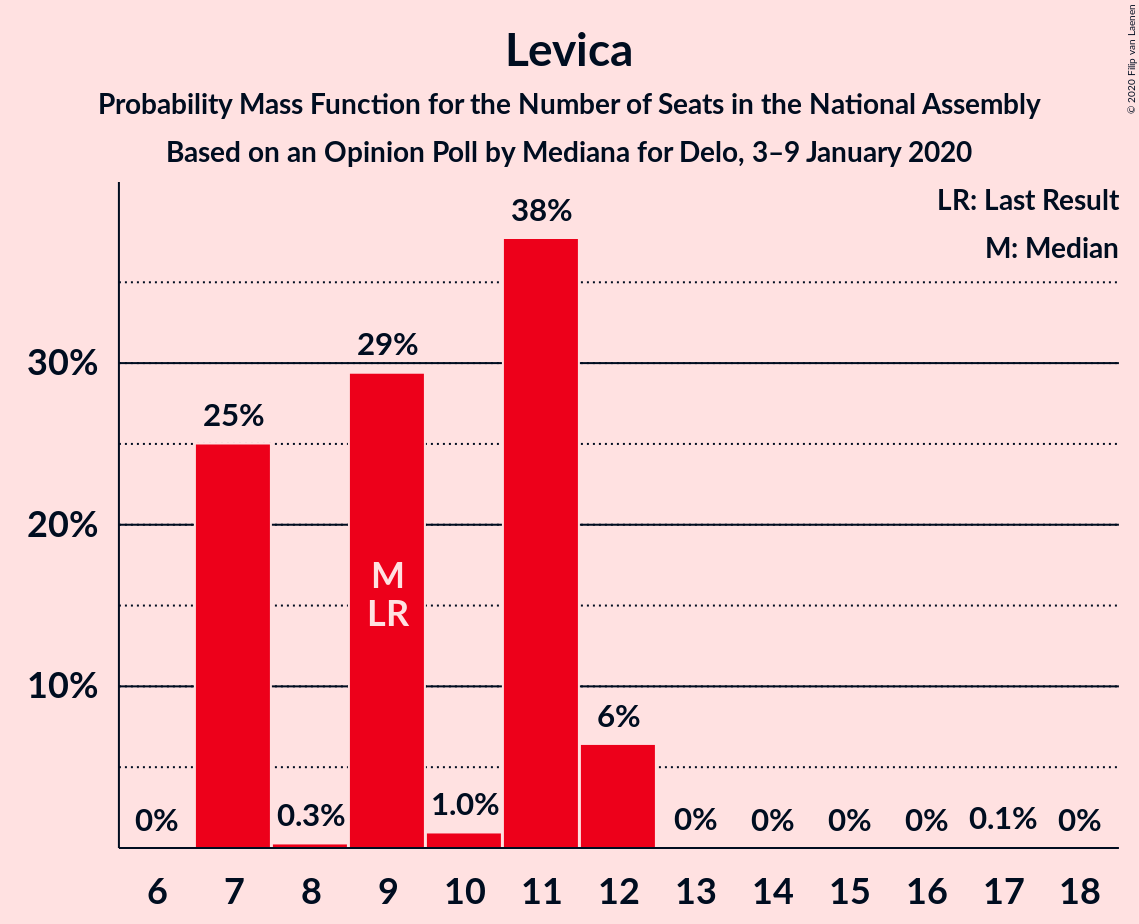 Levica
Probability Mass Function for the Number of Seats in the National Assembly
Based on an Opinion Poll by Mediana for Delo, 3–9 January 2020
© 2020 Filip van Laenen
LR: Last Result
M: Median
30%
20%
10%
0%
25%
0.3%
29%
1.0%
38%
6%
0%
0%
0%
0%
0.1%
0%
M
LR
6 7 8 9 10 11 12 13 14 15 16 17 18